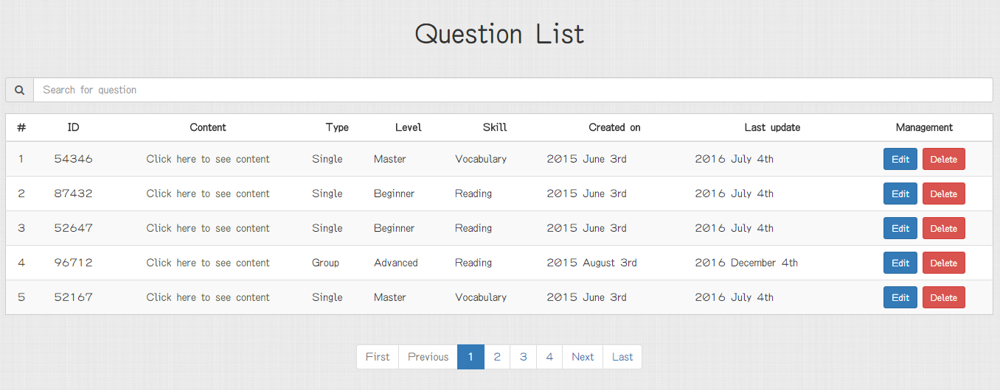 Question List
Search for question
# ID Content Type Level Skill Created on Last update Management
1 54346 Click here to see content Single Master Vocabulary 2015 June 3rd 2016 July 4th Edit Delete
2 87432 Click here to see content Single Beginner Reading 2015 June 3rd 2016 July 4th Edit Delete
3 52647 Click here to see content Single Beginner Reading 2015 June 3rd 2016 July 4th Edit Delete
4 96712 Click here to see content Group Advanced Reading 2015 August 3rd 2016 December 4th Edit Delete
5 52167 Click here to see content Single Master Vocabulary 2015 June 3rd 2016 July 4th Edit Delete
First Previous 1 2 3 4 Next Last